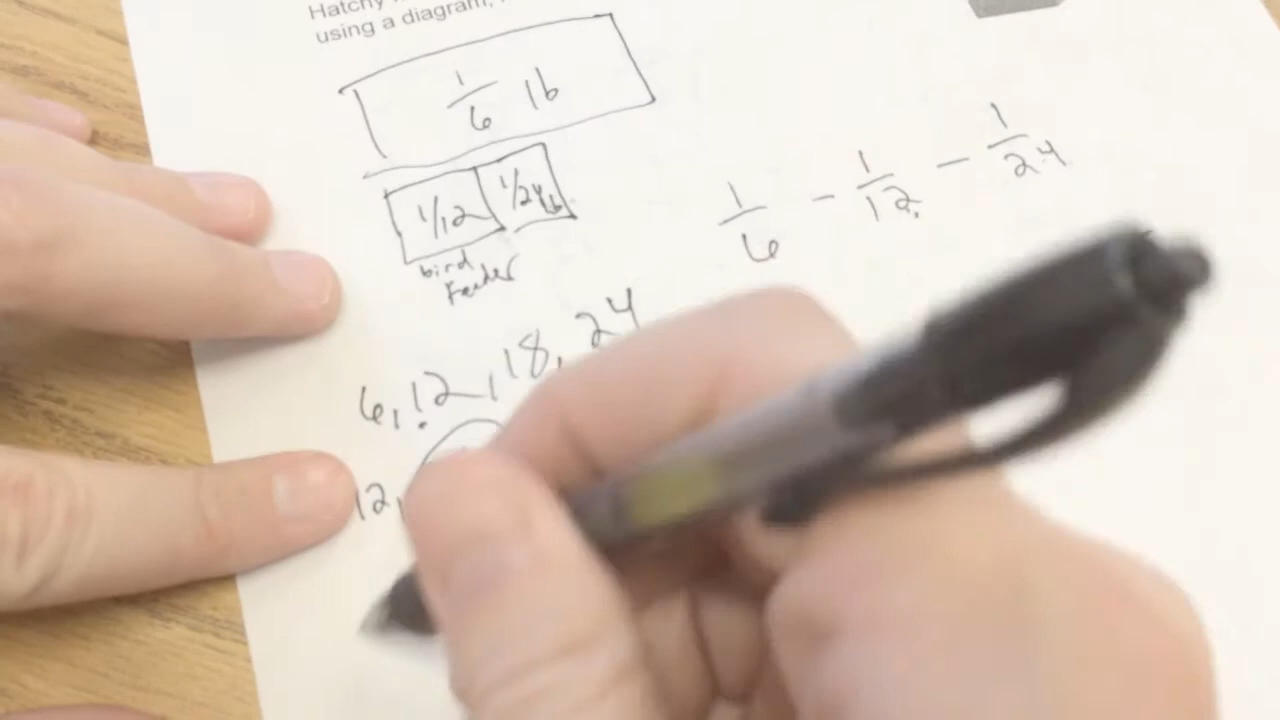 Hatchy
using a diagram,
1/6 lb
1/12 1/24 lb
bird
Feeder
1/6 - 1/12 - 1/24
6, 12, 18, 24
12,